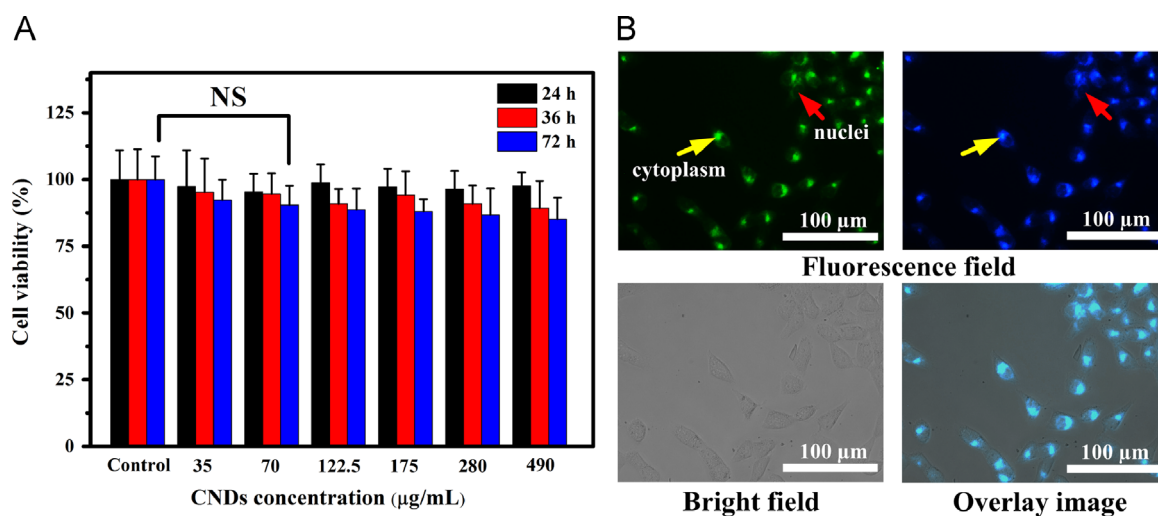 A
Cell viability (%)
125
100
75
50
25
0
NS
24 h
36 h
72 h
Control 35 70 122.5 175 280 490
CNDs concentration (μg/mL)
B
nuclei
cytoplasm
100 μm
100 μm
Fluorescence field
100 μm
100 μm
Bright field
Overlay image